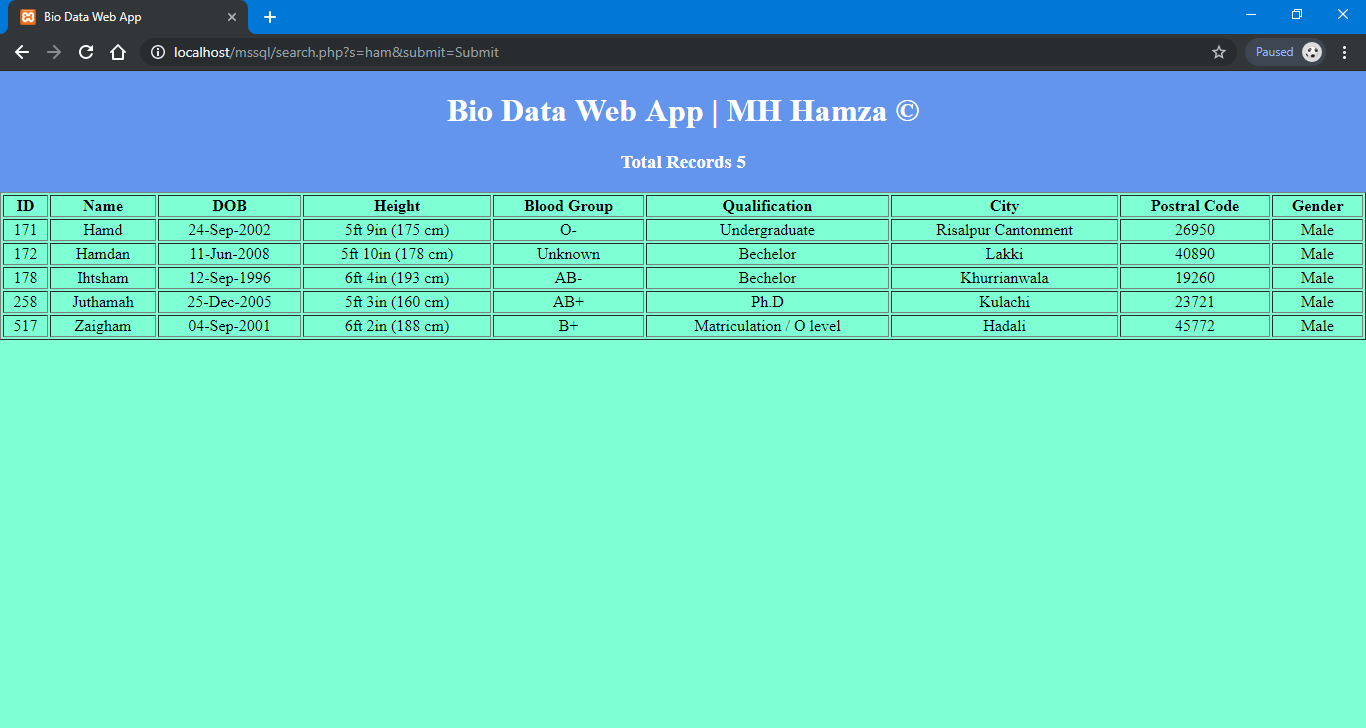 Bio Data Web App
localhost/mssql/search.php?s=ham&submit=Submit
Paused
Bio Data Web App | MH Hamza ©
Total Records 5
ID Name DOB Height Blood Group Qualification City Postral Code Gender
171 Hamd 24-Sep-2002 5ft 9in (175 cm) O- Undergraduate Risalpur Cantonment 26950 Male
172 Hamdan 11-Jun-2008 5ft 10in (178 cm) Unknown Bechelor Lakki 40890 Male
178 Ihtsham 12-Sep-1996 6ft 4in (193 cm) AB- Bechelor Khurrianwala 19260 Male
258 Juthamah 25-Dec-2005 5ft 3in (160 cm) AB+ Ph.D Kulachi 23721 Male
517 Zaigham 04-Sep-2001 6ft 2in (188 cm) B+ Matriculation / O level Hadali 45772 Male